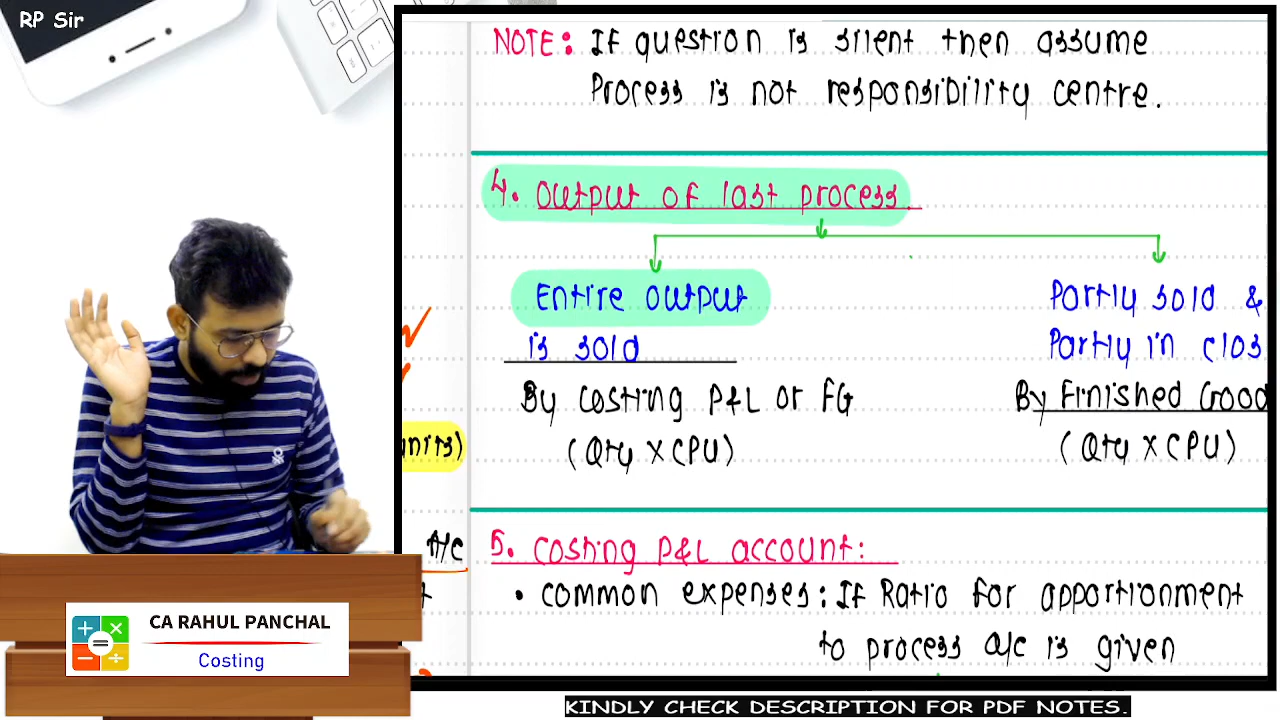 RP Sir
NOTE: If question is silent then assume
Process is not responsibility centre.
4. Output of last process.
Entire output
is sold
By costing P&L or FG
(Qty X CPU)
Partly sold &
Partly in clos
By Finished Good
(Qty X CPU)
units)
A/C
5. Costing P&L account:
• Common expenses: If Ratio for apportionment
to process a/c is given
CA RAHUL PANCHAL
Costing
KINDLY CHECK DESCRIPTION FOR PDF NOTES.